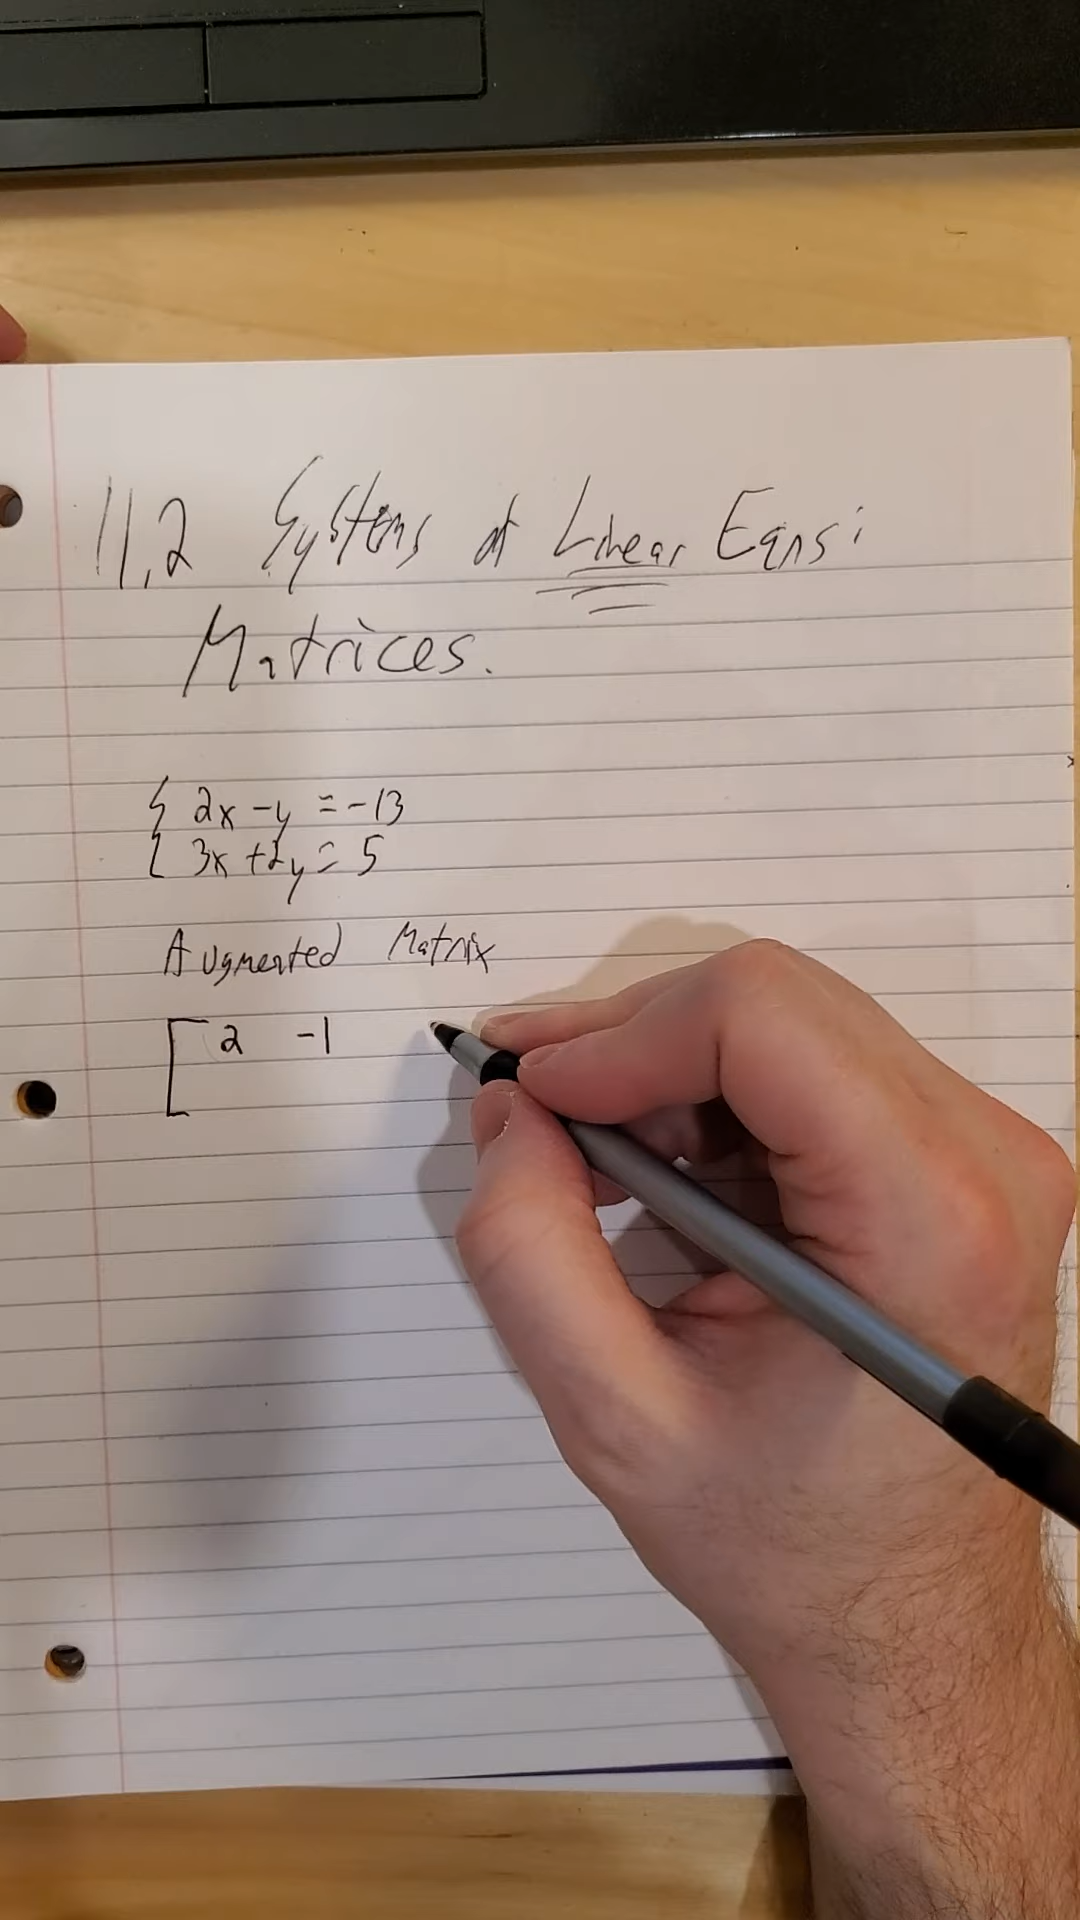 11.2 Systems of Linear Eqns:
Matrices.
{ 2x - y = -13
{ 3x + 2y = 5
Augmented Matrix
[ 2 -1